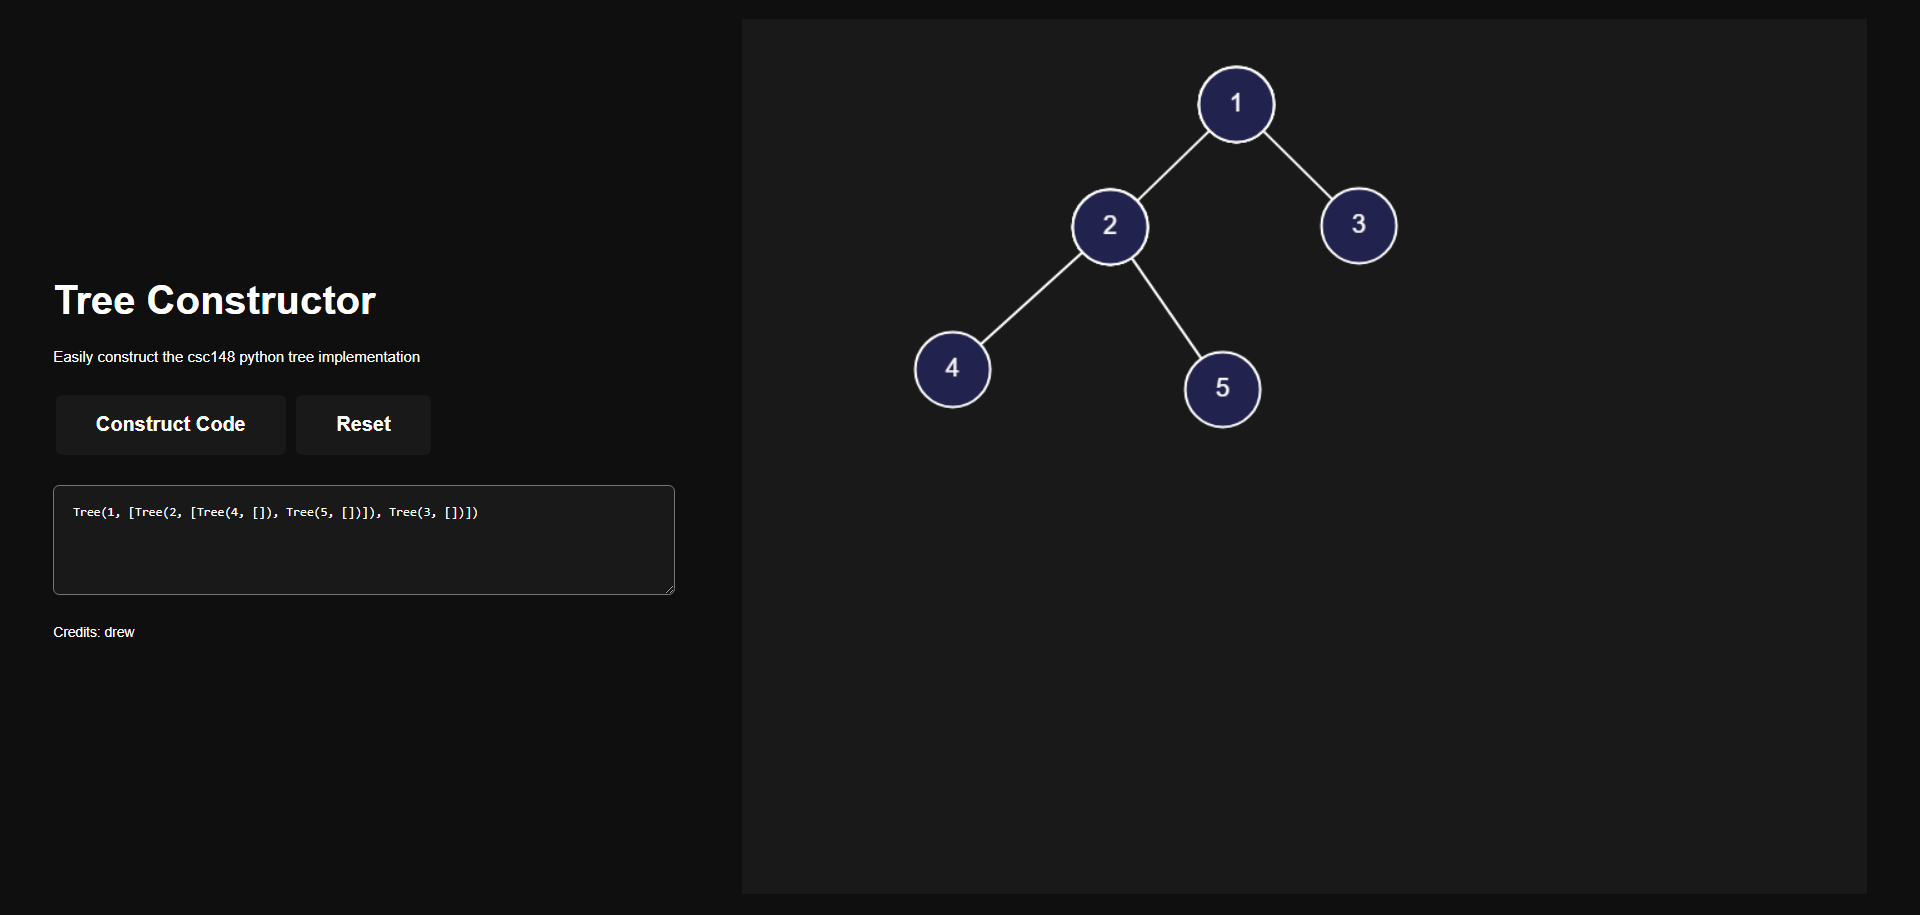 Tree Constructor
Easily construct the csc148 python tree implementation
Construct Code
Reset
Tree(1, [Tree(2, [Tree(4, []), Tree(5, [])]), Tree(3, [])])
Credits: drew
1
2
3
4
5